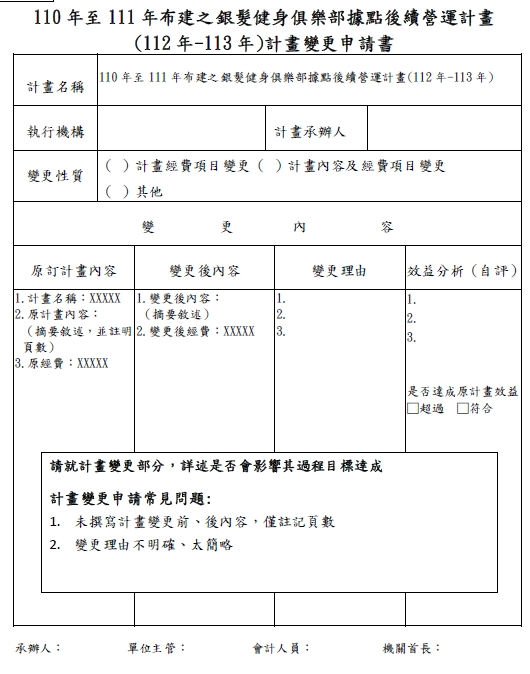 110 年至 111 年布建之銀髮健身俱樂部據點後續營運計畫
(112 年-113 年)計畫變更申請書
計畫名稱
110 年至 111 年布建之銀髮健身俱樂部據點後續營運計畫(112 年-113 年)
執行機構
計畫承辦人
變更性質
( )計畫經費項目變更 ( )計畫內容及經費項目變更
( )其他
變 更 內 容
原訂計畫內容
變更後內容
變更理由
效益分析(自評)
1.計畫名稱：XXXXX
2.原計畫內容：
(摘要敘述，並註明
頁數)
3.原經費：XXXXX
1.變更後內容：
(摘要敘述)
2.變更後經費：XXXXX
1.
2.
3.
1.
2.
3.
是否達成原計畫效益
□超過 □符合
請就計畫變更部分，詳述是否會影響其過程目標達成
計畫變更申請常見問題:
1. 未撰寫計畫變更前、後內容，僅註記頁數
2. 變更理由不明確、太簡略
承辦人： 單位主管： 會計人員： 機關首長：